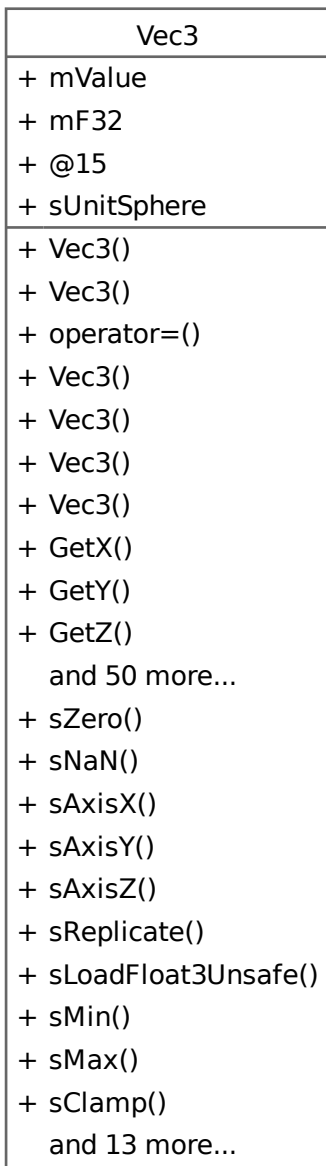 Vec3
+ mValue
+ mF32
+ @15
+ sUnitSphere
+ Vec3()
+ Vec3()
+ operator=()
+ Vec3()
+ Vec3()
+ Vec3()
+ Vec3()
+ GetX()
+ GetY()
+ GetZ()
and 50 more...
+ sZero()
+ sNaN()
+ sAxisX()
+ sAxisY()
+ sAxisZ()
+ sReplicate()
+ sLoadFloat3Unsafe()
+ sMin()
+ sMax()
+ sClamp()
and 13 more...